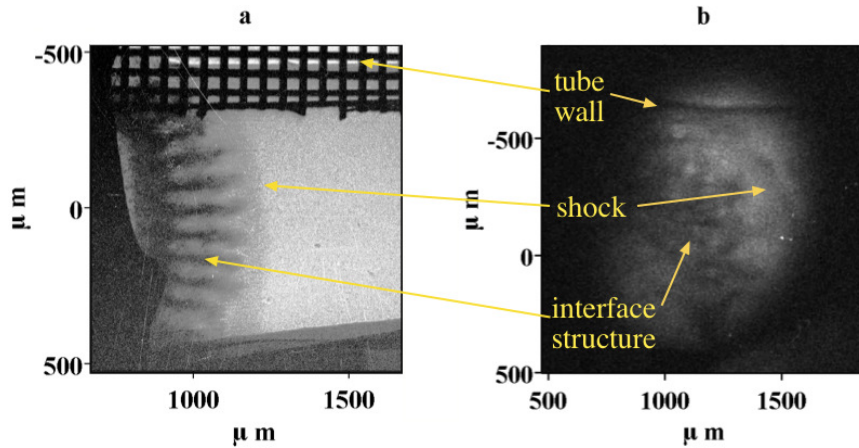 a
b
-500
0
500
μ m
1000
1500
μ m
tube
wall
shock
interface
structure
-500
0
500
μ m
500
1000
1500
μ m